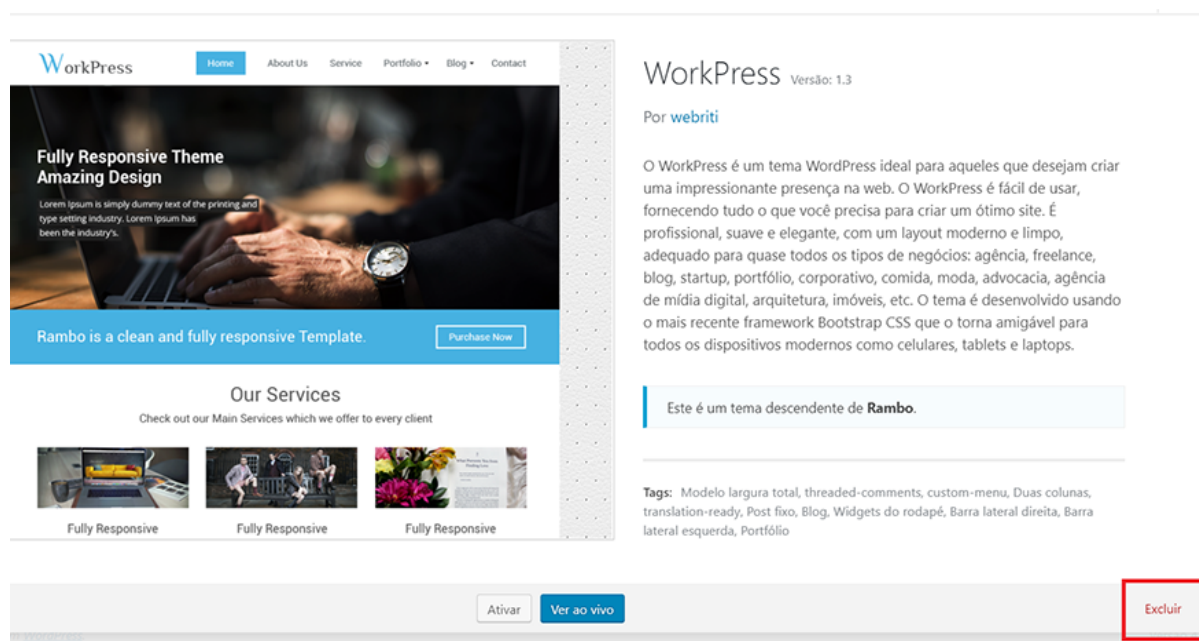 WorkPress
Home About Us Service Portfolio Blog Contact
Fully Responsive Theme
Amazing Design
Lorem Ipsum is simply dummy text of the printing and
type setting industry. Lorem Ipsum has
been the industry's.
Rambo is a clean and fully responsive Template.
Purchase Now
Our Services
Check out our Main Services which we offer to every client
Fully Responsive Fully Responsive Fully Responsive
WorkPress Versão: 1.3
Por webriti
O WorkPress é um tema WordPress ideal para aqueles que desejam criar
uma impressionante presença na web. O WorkPress é fácil de usar,
fornecendo tudo o que você precisa para criar um ótimo site. É
profissional, suave e elegante, com um layout moderno e limpo,
adequado para quase todos os tipos de negócios: agência, freelance,
blog, startup, portfólio, corporativo, comida, moda, advocacia, agência
de mídia digital, arquitetura, imóveis, etc. O tema é desenvolvido usando
o mais recente framework Bootstrap CSS que o torna amigável para
todos os dispositivos modernos como celulares, tablets e laptops.
Este é um tema descendente de Rambo.
Tags: Modelo largura total, threaded-comments, custom-menu, Duas colunas,
translation-ready, Post fixo, Blog, Widgets do rodapé, Barra lateral direita, Barra
lateral esquerda, Portfólio
Ativar Ver ao vivo Excluir